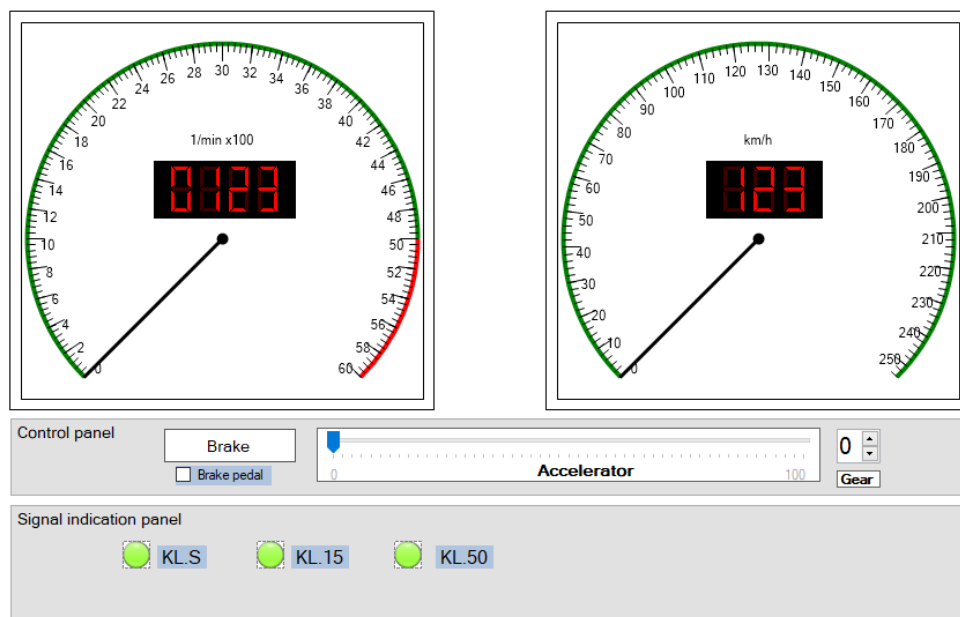 0 2 4 6 8 10 12 14 16 18 20 22 24 26 28 30 32 34 36 38 40 42 44 46 48 50 52 54 56 58 60
1/min x100
0123
0 10 20 30 40 50 60 70 80 90 100 110 120 130 140 150 160 170 180 190 200 210 220 230 240 250
km/h
123
Control panel
Brake
Brake pedal
0 Accelerator 100
0
Gear
Signal indication panel
KL.S KL.15 KL.50